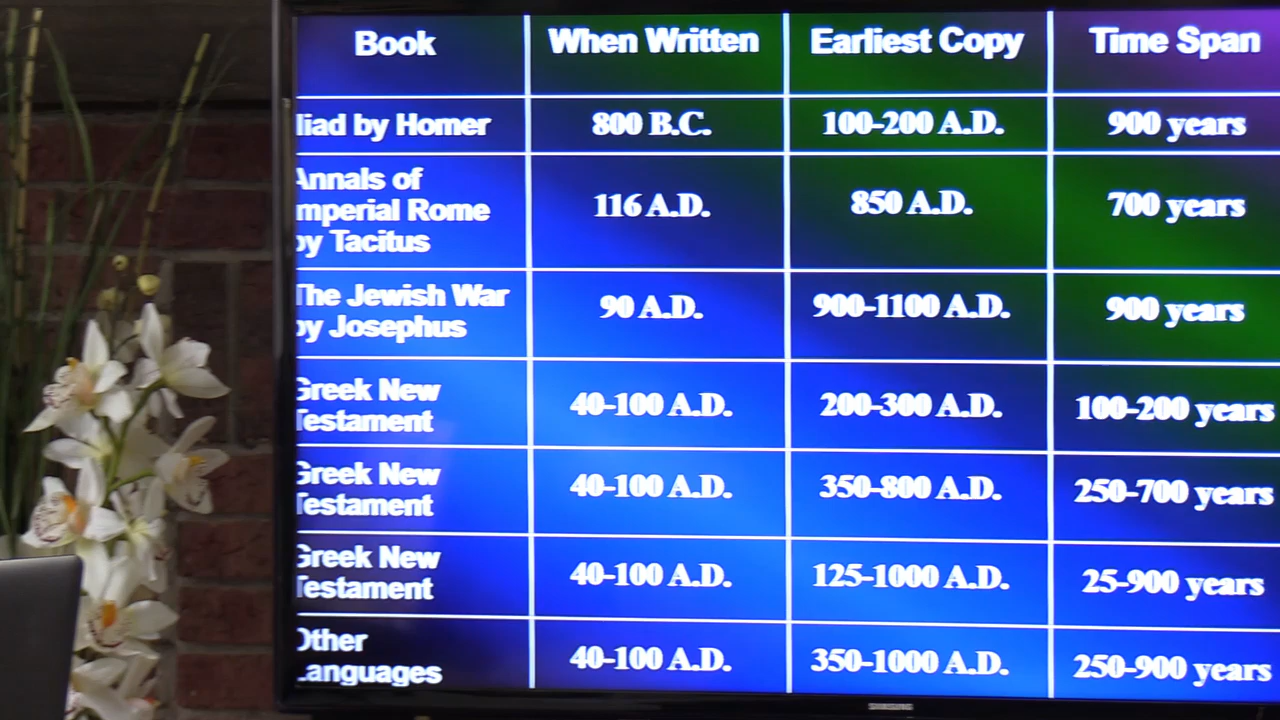 Book When Written Earliest Copy Time Span
liad by Homer 800 B.C. 100-200 A.D. 900 years
Annals of
mperial Rome
by Tacitus 116 A.D. 850 A.D. 700 years
The Jewish War
by Josephus 90 A.D. 900-1100 A.D. 900 years
Greek New
Testament 40-100 A.D. 200-300 A.D. 100-200 years
Greek New
Testament 40-100 A.D. 350-800 A.D. 250-700 years
Greek New
Testament 40-100 A.D. 125-1000 A.D. 25-900 years
Other
Languages 40-100 A.D. 350-1000 A.D. 250-900 years
SAMSUNG